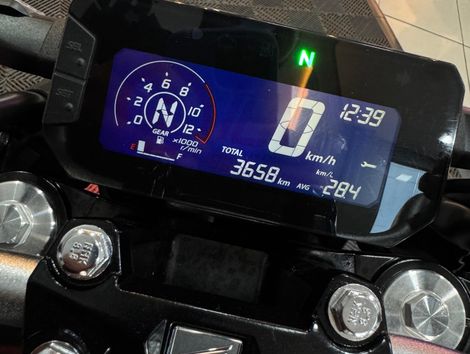 SEL
SET
N
12:39
0 2 4 6 8 10 12
N
GEAR
x1000
r/min
E F
0 km/h
TOTAL
3658 km
km/L
AVG 28.4